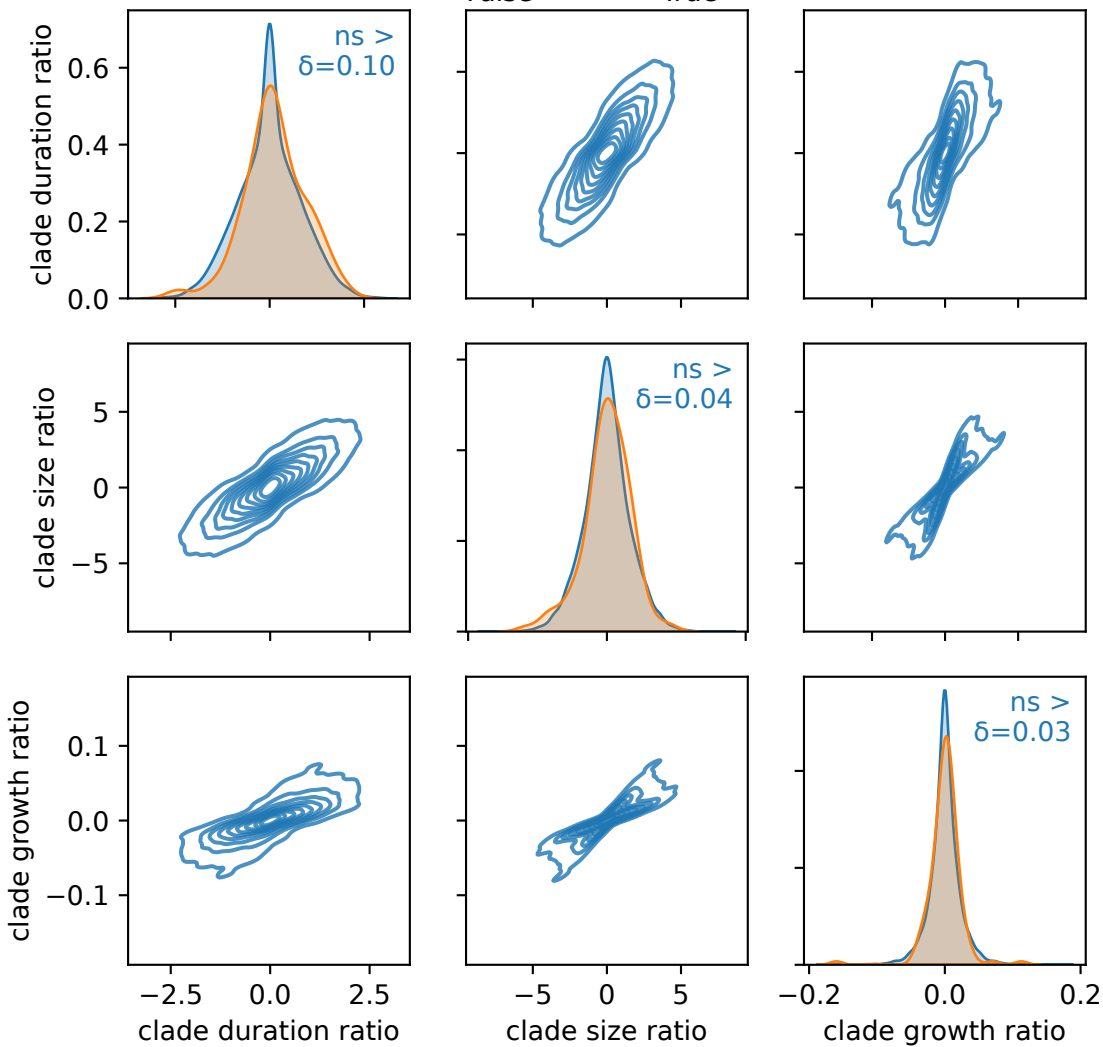 clade duration ratio
0.6
0.4
0.2
0.0
ns >
δ=0.10
clade size ratio
5
0
−5
ns >
δ=0.04
clade growth ratio
0.1
0.0
−0.1
ns >
δ=0.03
−2.5 0.0 2.5
−5 0 5
−0.2 0.0 0.2
clade duration ratio
clade size ratio
clade growth ratio